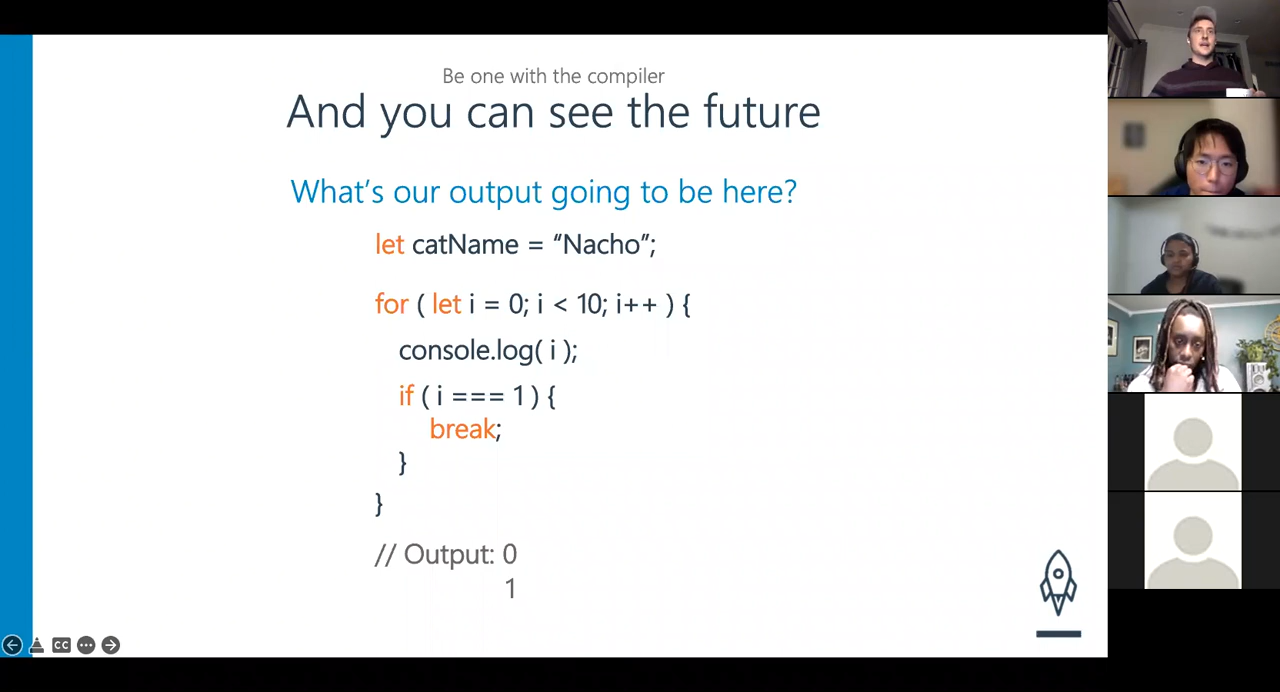 Be one with the compiler
And you can see the future
What's our output going to be here?
let catName = “Nacho”;
for ( let i = 0; i < 10; i++ ) {
console.log( i );
if ( i === 1 ) {
break;
}
}
// Output: 0
1
CC